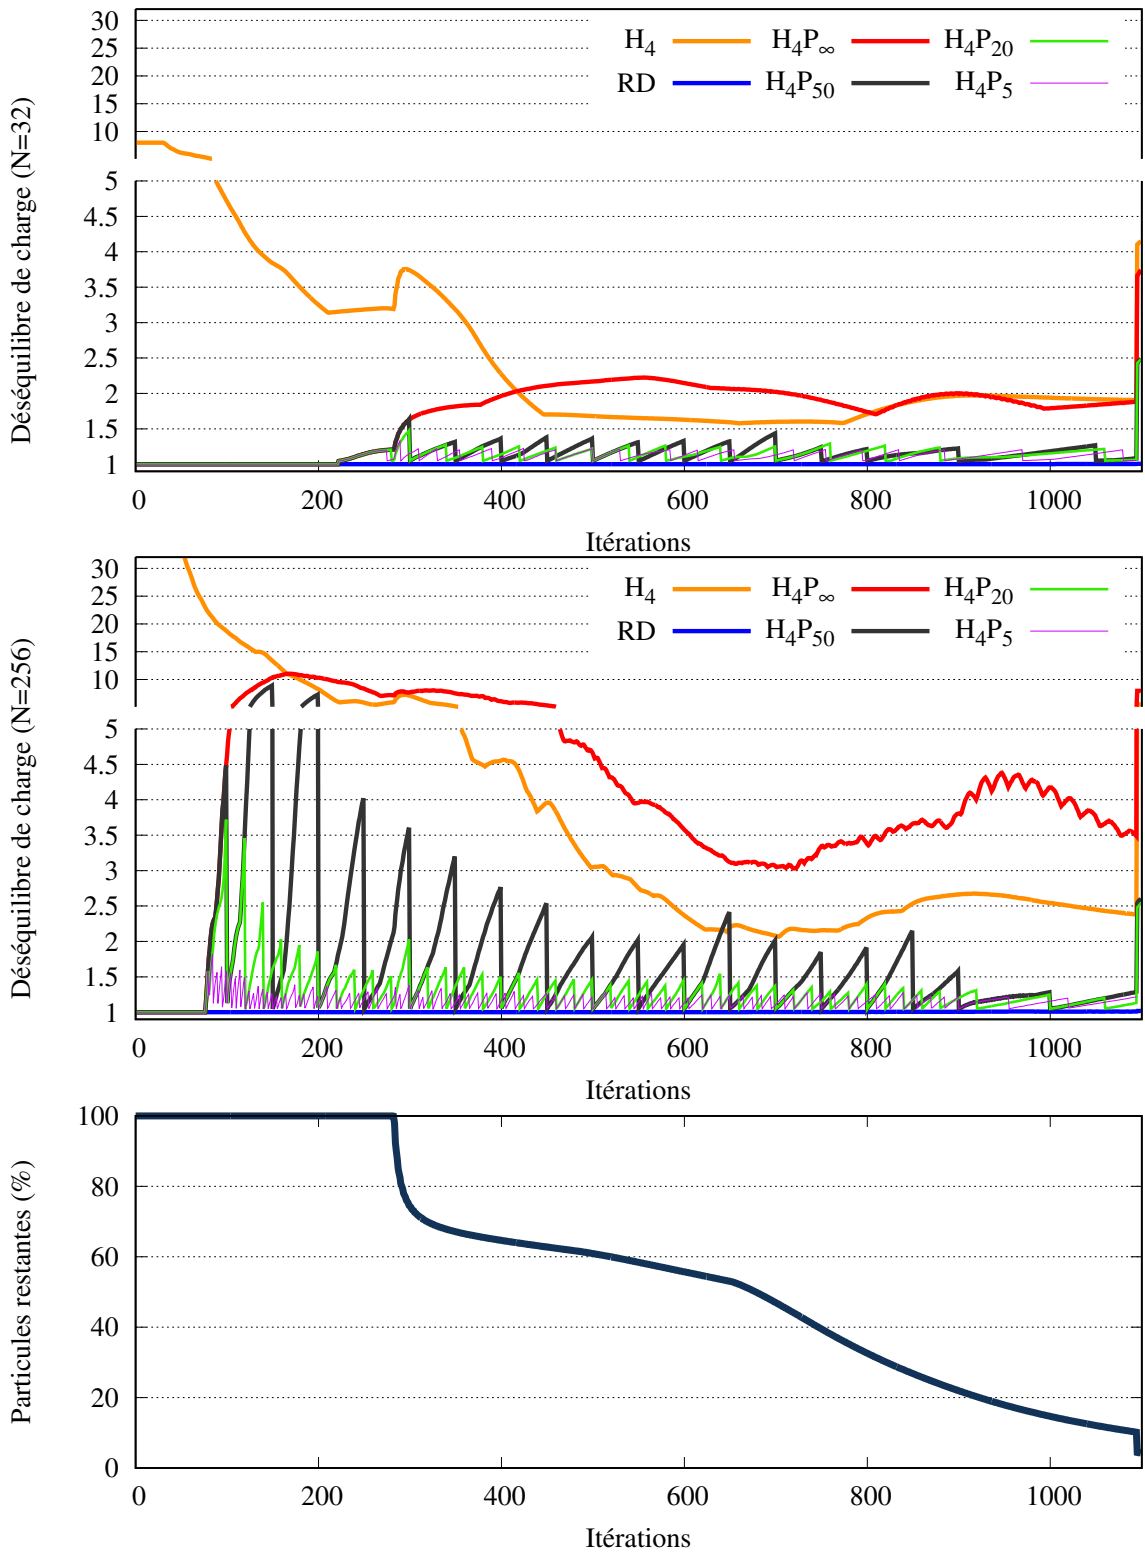 Déséquilibre de charge (N=32)
30
25
20
15
10
5
4.5
4
3.5
3
2.5
2
1.5
1
H₄ H₄P∞ H₄P₂₀
RD H₄P₅₀ H₄P₅
0 200 400 600 800 1000
Itérations
Déséquilibre de charge (N=256)
30
25
20
15
10
5
4.5
4
3.5
3
2.5
2
1.5
1
H₄ H₄P∞ H₄P₂₀
RD H₄P₅₀ H₄P₅
0 200 400 600 800 1000
Itérations
Particules restantes (%)
100
80
60
40
20
0
0 200 400 600 800 1000
Itérations